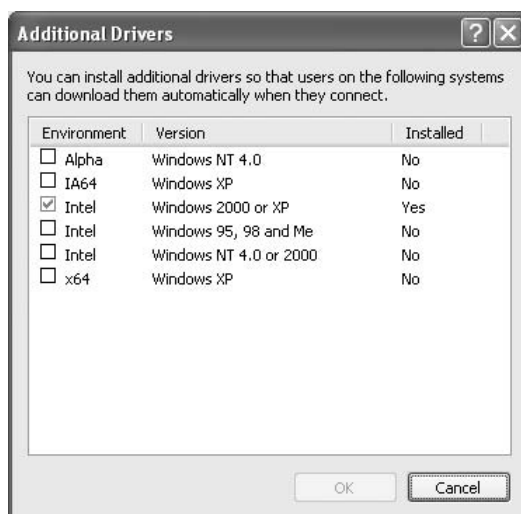 Additional Drivers
You can install additional drivers so that users on the following systems
can download them automatically when they connect.
Environment Version Installed
Alpha Windows NT 4.0 No
IA64 Windows XP No
Intel Windows 2000 or XP Yes
Intel Windows 95, 98 and Me No
Intel Windows NT 4.0 or 2000 No
x64 Windows XP No
OK Cancel